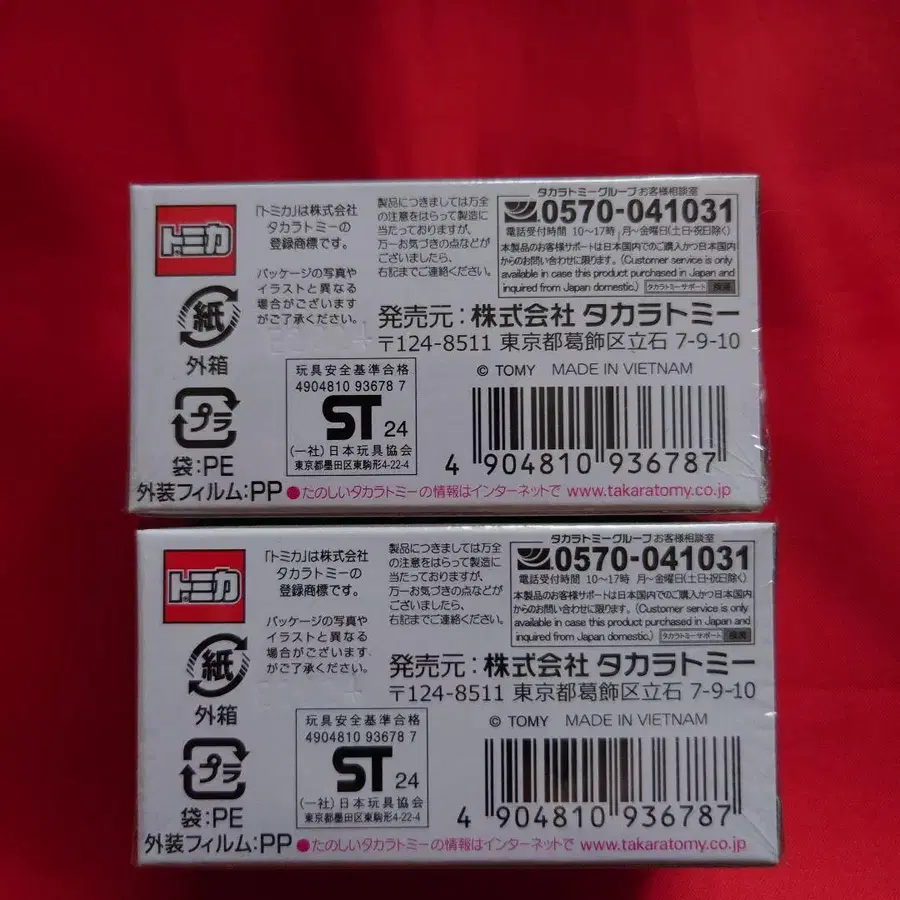 トミカ
「トミカ」は株式会社
タカラトミーの
登録商標です。
パッケージの写真や
イラストと異なる
場合がございます
がご了承ください。
製品につきましては万全
の注意をはらって製造に
当たっておりますが、
万一お気づきの点などが
ございましたら、
右記までご連絡ください。
タカラトミーグループ お客様相談室
0570-041031
電話受付時間 10〜17時 月〜金曜日(土日・祝日除く)
本製品のお客様サポートは日本国内でのご購入かつ日本国内
からのお問い合わせに限ります。(Customer service is only
available in case this product purchased in Japan and
inquired from Japan domestic.) タカラトミーサポート 検索
発売元:株式会社 タカラトミー
〒124-8511 東京都葛飾区立石 7-9-10
© TOMY MADE IN VIETNAM
紙
外箱
プラ
袋:PE
外装フィルム:PP
玩具安全基準合格
4904810 93678 7
ST 24
(一社)日本玩具協会
東京都墨田区東駒形4-22-4
4 904810 936787
●たのしいタカラトミーの情報はインターネットで www.takaratomy.co.jp
トミカ
「トミカ」は株式会社
タカラトミーの
登録商標です。
パッケージの写真や
イラストと異なる
場合がございます
がご了承ください。
製品につきましては万全
の注意をはらって製造に
当たっておりますが、
万一お気づきの点などが
ございましたら、
右記までご連絡ください。
タカラトミーグループ お客様相談室
0570-041031
電話受付時間 10〜17時 月〜金曜日(土日・祝日除く)
本製品のお客様サポートは日本国内でのご購入かつ日本国内
からのお問い合わせに限ります。(Customer service is only
available in case this product purchased in Japan and
inquired from Japan domestic.) タカラトミーサポート 検索
発売元:株式会社 タカラトミー
〒124-8511 東京都葛飾区立石 7-9-10
© TOMY MADE IN VIETNAM
紙
外箱
プラ
袋:PE
外装フィルム:PP
玩具安全基準合格
4904810 93678 7
ST 24
(一社)日本玩具協会
東京都墨田区東駒形4-22-4
4 904810 936787
●たのしいタカラトミーの情報はインターネットで www.takaratomy.co.jp